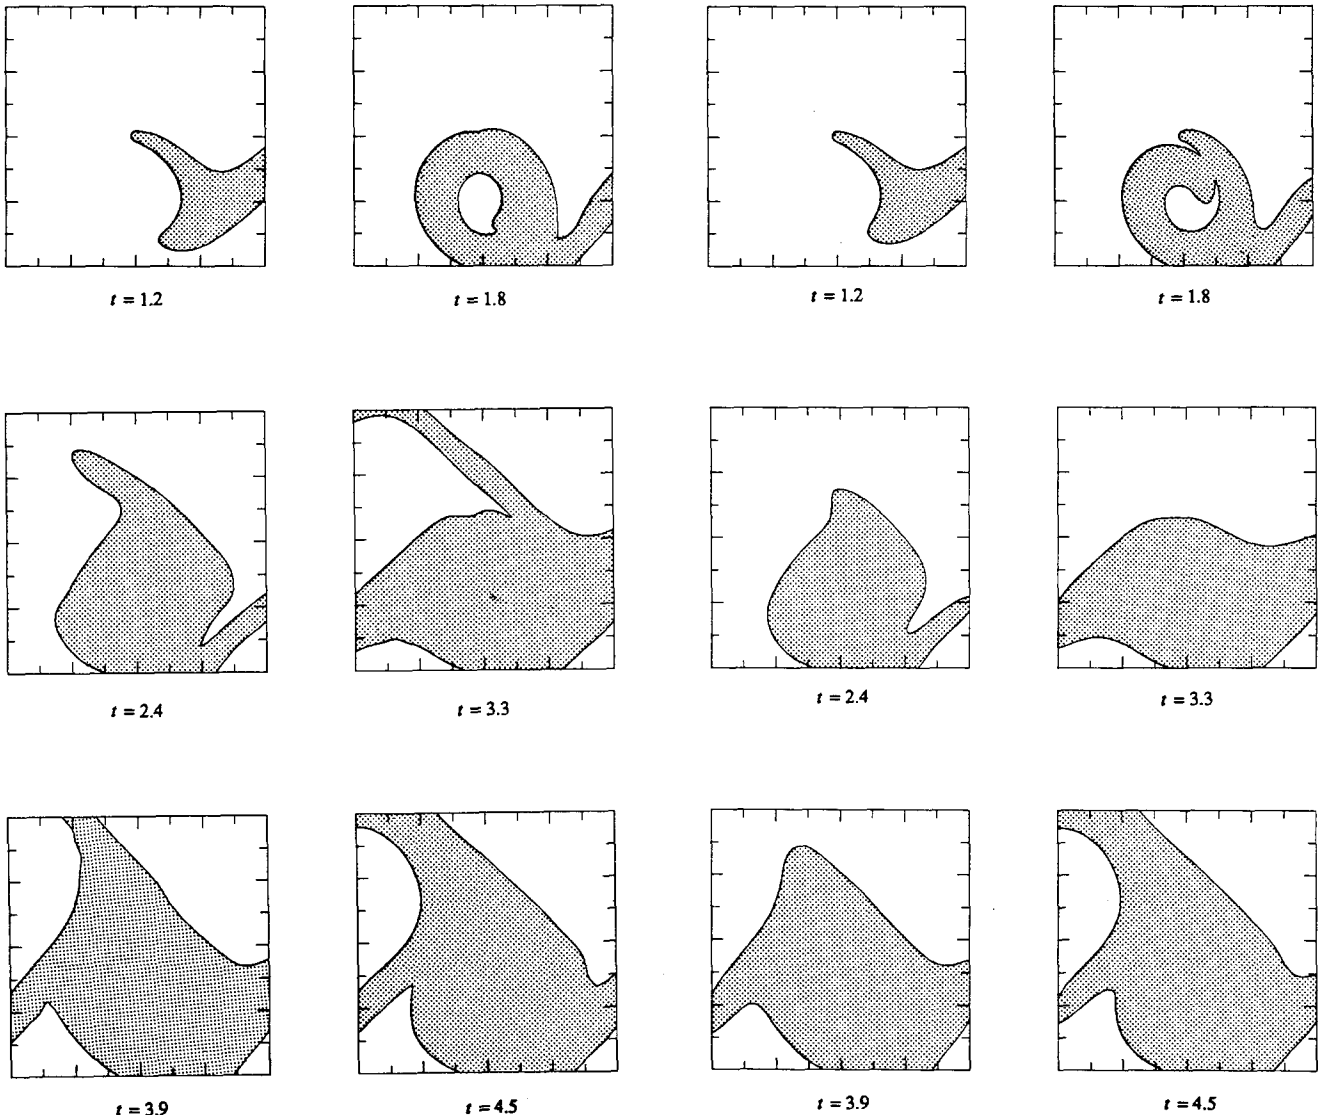 t = 1.2
t = 1.8
t = 1.2
t = 1.8
t = 2.4
t = 3.3
t = 2.4
t = 3.3
t = 3.9
t = 4.5
t = 3.9
t = 4.5